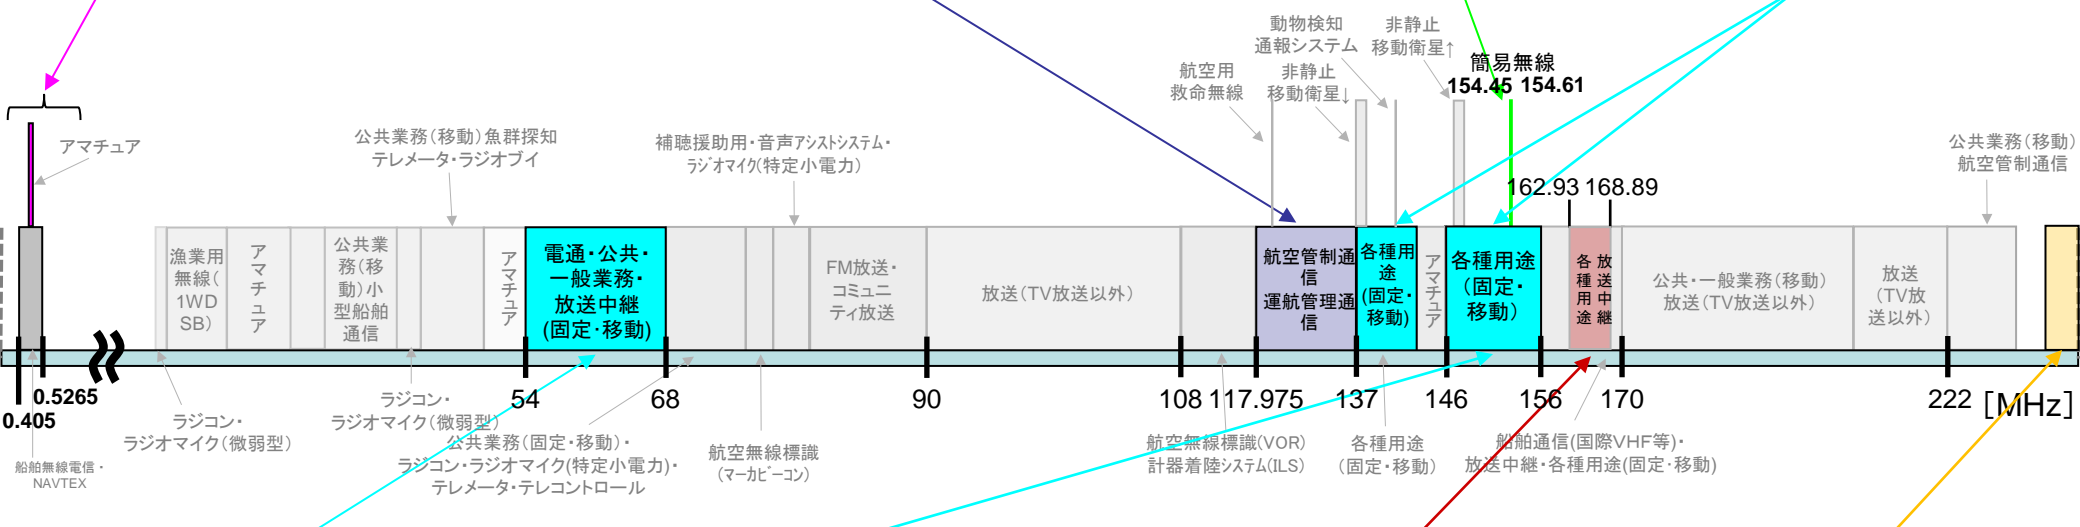 動物検知
通報システム
非静止
移動衛星↑
簡易無線
154.45 154.61
航空用
救命無線
非静止
移動衛星↓
アマチュア
公共業務(移動)魚群探知
テレメータ・ラジオブイ
補聴援助用・音声アシストシステム・
ラジオマイク(特定小電力)
公共業務(移動)
航空管制通信
162.93 168.89
漁業用
無線(
1WD
SB)
アマチュア
公共業
務(移
動)小
型船舶
通信
アマチュア
電通・公共・
一般業務・
放送中継
(固定・移動)
FM放送・
コミュニ
ティ放送
放送(TV放送以外)
航空管制通
信
運航管理通
信
各種用
途
(固定・
移動)
アマチュア
各種用途
(固定・
移動)
放送中継
各種用途
公共・一般業務(移動)
放送(TV放送以外)
放送
(TV放
送以外)
0.405
0.5265
54
68
90
108
117.975
137
146
156
170
222
[MHz]
船舶無線電信・
NAVTEX
ラジコン・
ラジオマイク(微弱型)
ラジコン・
ラジオマイク(微弱型)
公共業務(固定・移動)・
ラジコン・ラジオマイク(特定小電力)・
テレメータ・テレコントロール
航空無線標識
(マーカビーコン)
航空無線標識(VOR)
計器着陸システム(ILS)
各種用途
(固定・移動)
船舶通信(国際VHF等)・
放送中継・各種用途(固定・移動)